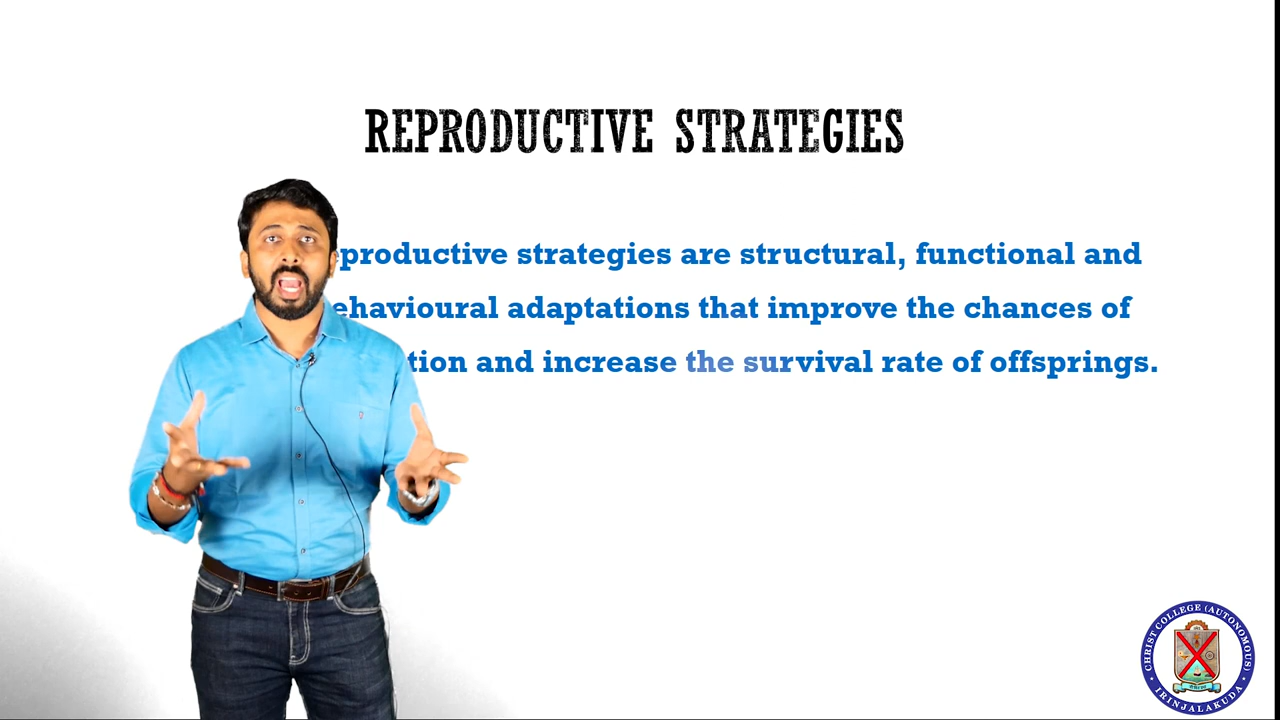 REPRODUCTIVE STRATEGIES
eproductive strategies are structural, functional and
ehavioural adaptations that improve the chances of
tion and increase the survival rate of offsprings.
CHRIST COLLEGE (AUTONOMOUS)
IRINJALAKUDA